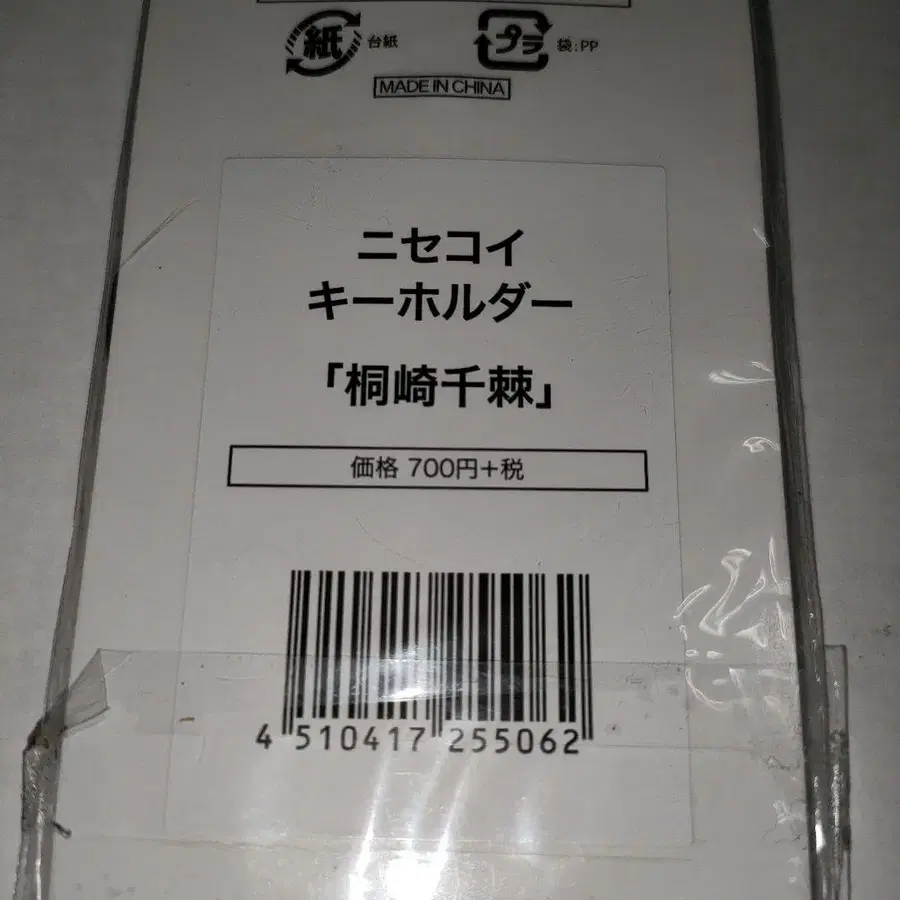 紙 台紙
プラ 袋:PP
MADE IN CHINA
ニセコイ
キーホルダー
「桐崎千棘」
価格 700円+税
4 510417 255062